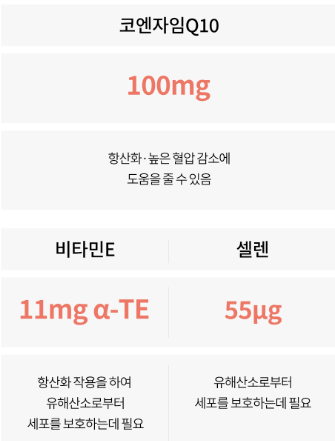 코엔자임Q10
100mg
항산화·높은 혈압 감소에
도움을 줄 수 있음
비타민E
셀렌
11mg α-TE
55µg
항산화 작용을 하여
유해산소로부터
세포를 보호하는데 필요
유해산소로부터
세포를 보호하는데 필요